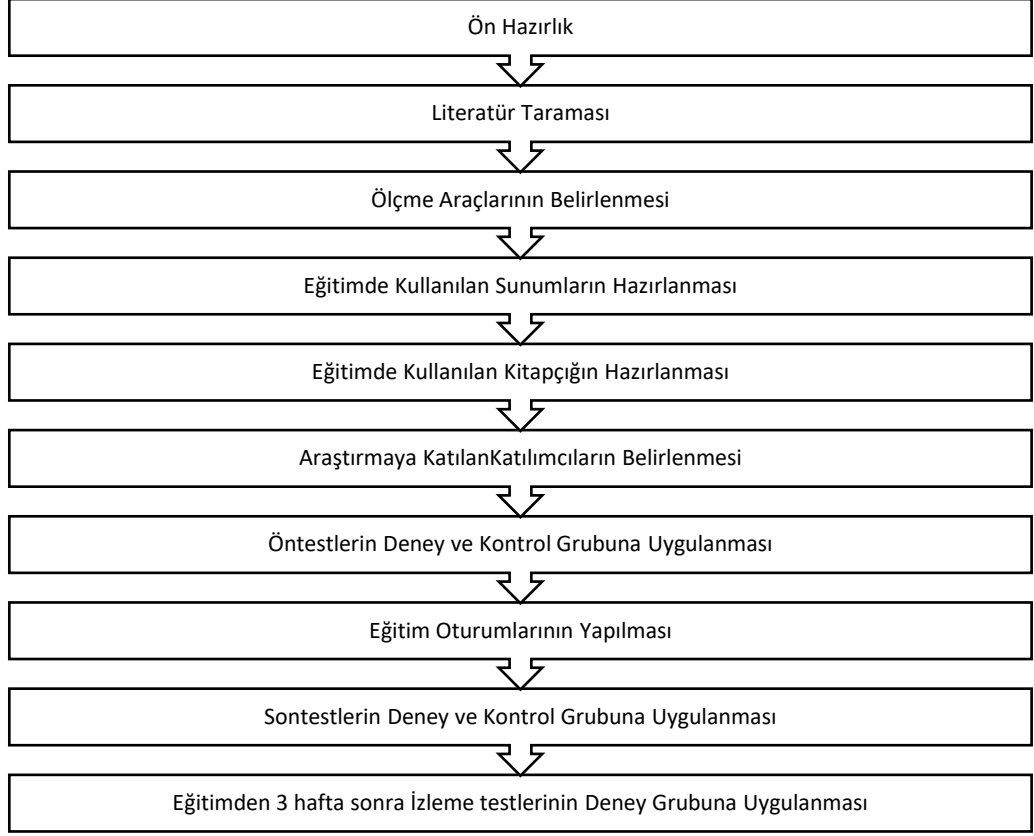 Ön Hazırlık
Literatür Taraması
Ölçme Araçlarının Belirlenmesi
Eğitimde Kullanılan Sunumların Hazırlanması
Eğitimde Kullanılan Kitapçığın Hazırlanması
Araştırmaya KatılanKatılımcıların Belirlenmesi
Öntestlerin Deney ve Kontrol Grubuna Uygulanması
Eğitim Oturumlarının Yapılması
Sontestlerin Deney ve Kontrol Grubuna Uygulanması
Eğitimden 3 hafta sonra İzleme testlerinin Deney Grubuna Uygulanması